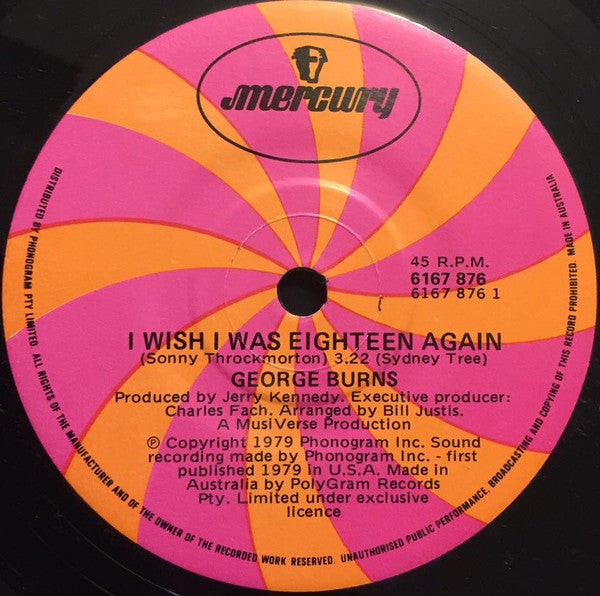 mercury
45 R.P.M.
6167 876
6167 876 1
I WISH I WAS EIGHTEEN AGAIN
(Sonny Throckmorton) 3.22 (Sydney Tree)
GEORGE BURNS
Produced by Jerry Kennedy. Executive producer:
Charles Fach. Arranged by Bill Justis.
A MusiVerse Production
℗ Copyright 1979 Phonogram Inc. Sound
recording made by Phonogram Inc. - first
published 1979 in U.S.A. Made in
Australia by PolyGram Records
Pty. Limited under exclusive
licence
DISTRIBUTED BY PHONOGRAM PTY LIMITED. ALL RIGHTS OF THE MANUFACTURER AND OF THE OWNER OF THE RECORDED WORK RESERVED. UNAUTHORISED PUBLIC PERFORMANCE, BROADCASTING AND COPYING OF THIS RECORD PROHIBITED. MADE IN AUSTRALIA.